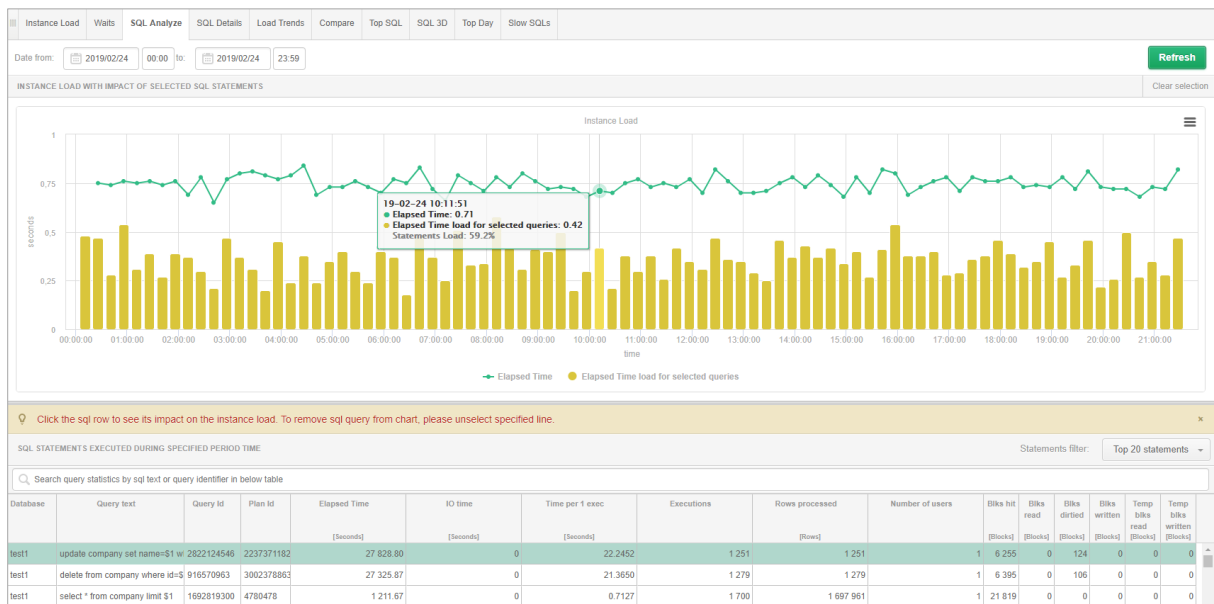 Instance Load Waits SQL Analyze SQL Details Load Trends Compare Top SQL SQL 3D Top Day Slow SQLs
Date from: 2019/02/24 00:00 to: 2019/02/24 23:59 Refresh
INSTANCE LOAD WITH IMPACT OF SELECTED SQL STATEMENTS Clear selection
Instance Load
1
0,75
0,5
0,25
0
seconds
19-02-24 10:11:51
Elapsed Time: 0.71
Elapsed Time load for selected queries: 0.42
Statements Load: 59.2%
00:00:00 01:00:00 02:00:00 03:00:00 04:00:00 05:00:00 06:00:00 07:00:00 08:00:00 09:00:00 10:00:00 11:00:00 12:00:00 13:00:00 14:00:00 15:00:00 16:00:00 17:00:00 18:00:00 19:00:00 20:00:00 21:00:00
time
Elapsed Time Elapsed Time load for selected queries
Click the sql row to see its impact on the instance load. To remove sql query from chart, please unselect specified line. ×
SQL STATEMENTS EXECUTED DURING SPECIFIED PERIOD TIME Statements filter: Top 20 statements
Search query statistics by sql text or query identifier in below table
Database Query text Query Id Plan Id Elapsed Time IO time Time per 1 exec Executions Rows processed Number of users Blks hit Blks read Blks dirtied Blks written Temp blks read Temp blks written
[Seconds] [Seconds] [Seconds] [Rows] [Blocks] [Blocks] [Blocks] [Blocks] [Blocks] [Blocks]
test1 update company set name=$1 w 2822124546 2237371182 27 828.80 0 22.2452 1 251 1 251 1 6 255 0 124 0 0 0
test1 delete from company where id=$ 916570963 3002378863 27 325.87 0 21.3650 1 279 1 279 1 6 395 0 106 0 0 0
test1 select * from company limit $1 1692819300 4780478 1 211.67 0 0.7127 1 700 1 697 961 1 21 819 0 0 0 0 0